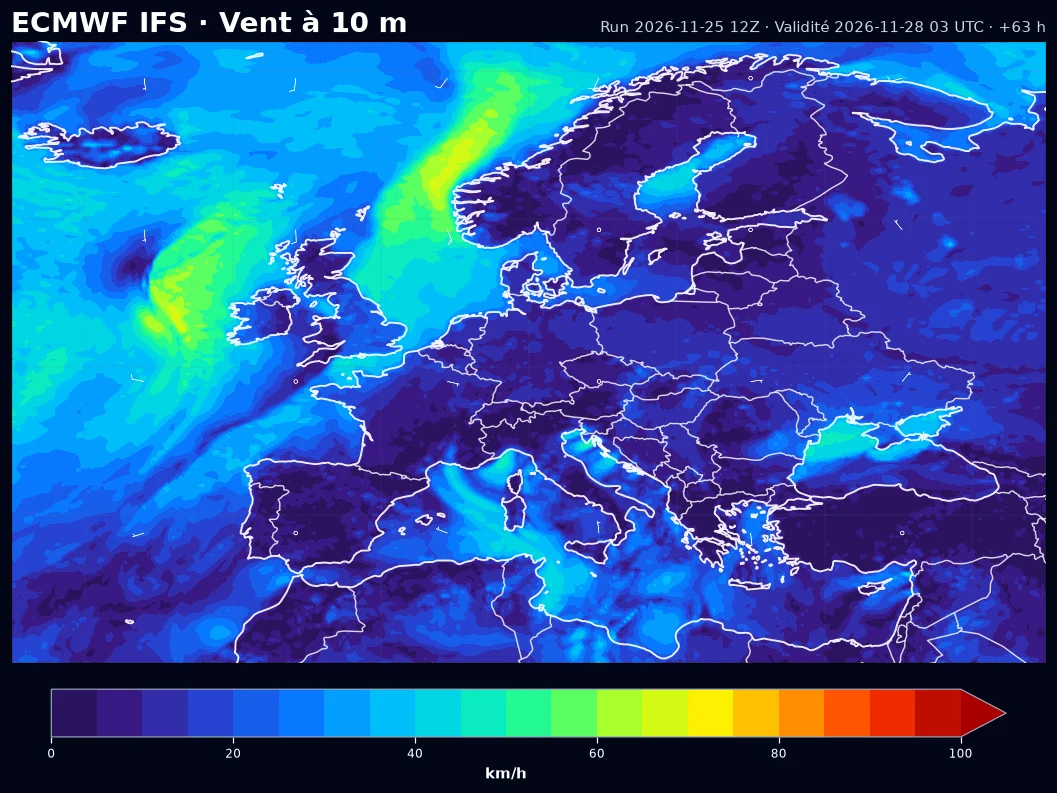 ECMWF IFS · Vent à 10 m
Run 2026-11-25 12Z · Validité 2026-11-28 03 UTC · +63 h
0 20 40 60 80 100
km/h